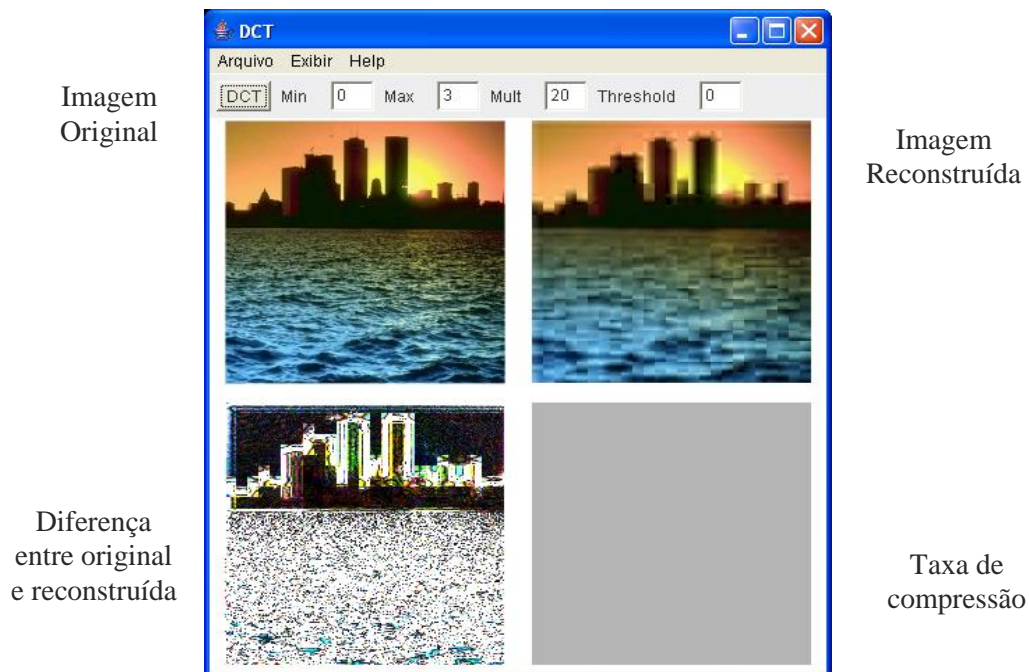 DCT
Arquivo Exibir Help
DCT Min 0 Max 3 Mult 20 Threshold 0
Imagem
Original
Imagem
Reconstruída
Diferença
entre original
e reconstruída
Taxa de
compressão